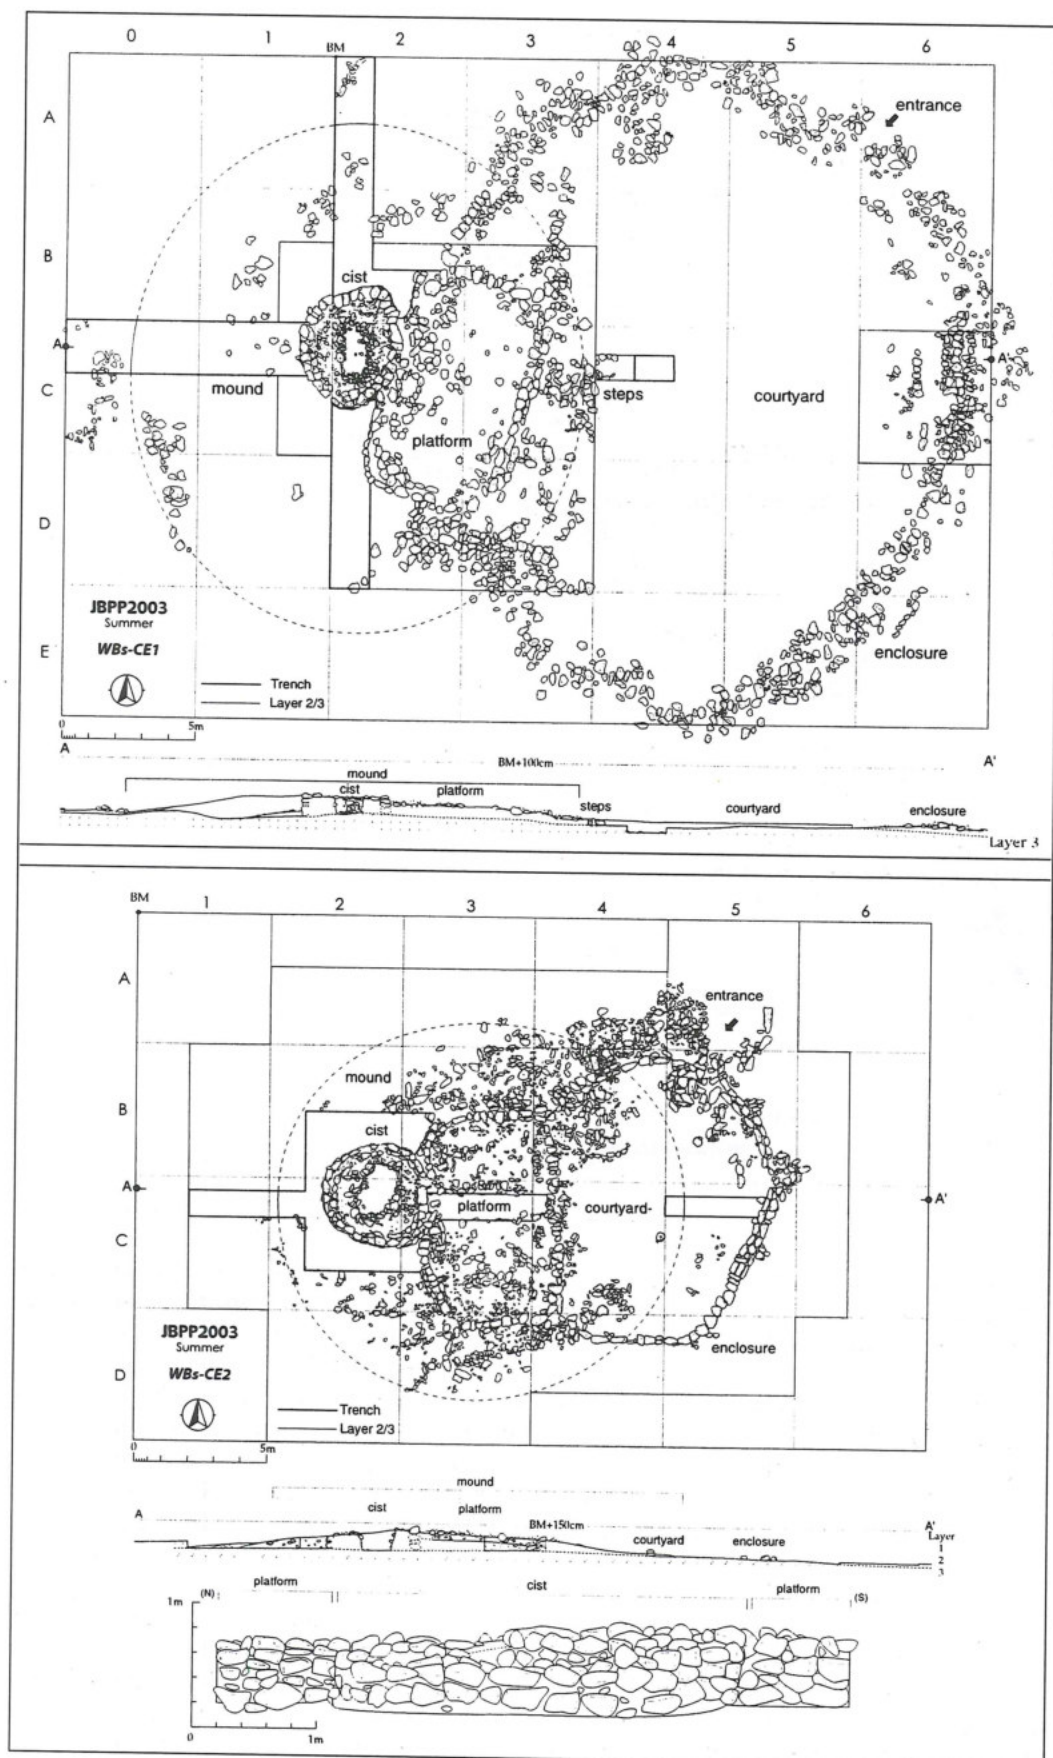 0 1 BM 2 3 4 5 6
A
entrance
B
cist
A A'
C
mound
steps
courtyard
platform
D
JBPP2003
Summer
E
WBs-CE1
enclosure
Trench
Layer 2/3
0 5m
A BM+100cm A'
mound
cist platform
steps
courtyard
enclosure
Layer 3
BM 1 2 3 4 5 6
A
entrance
mound
B
cist
A A'
platform
courtyard-
C
JBPP2003
Summer
enclosure
D
WBs-CE2
Trench
Layer 2/3
0 5m
mound
cist platform
A BM+150cm A'
courtyard enclosure
Layer
1
2
3
(N) platform cist platform (S)
1m
0 1m